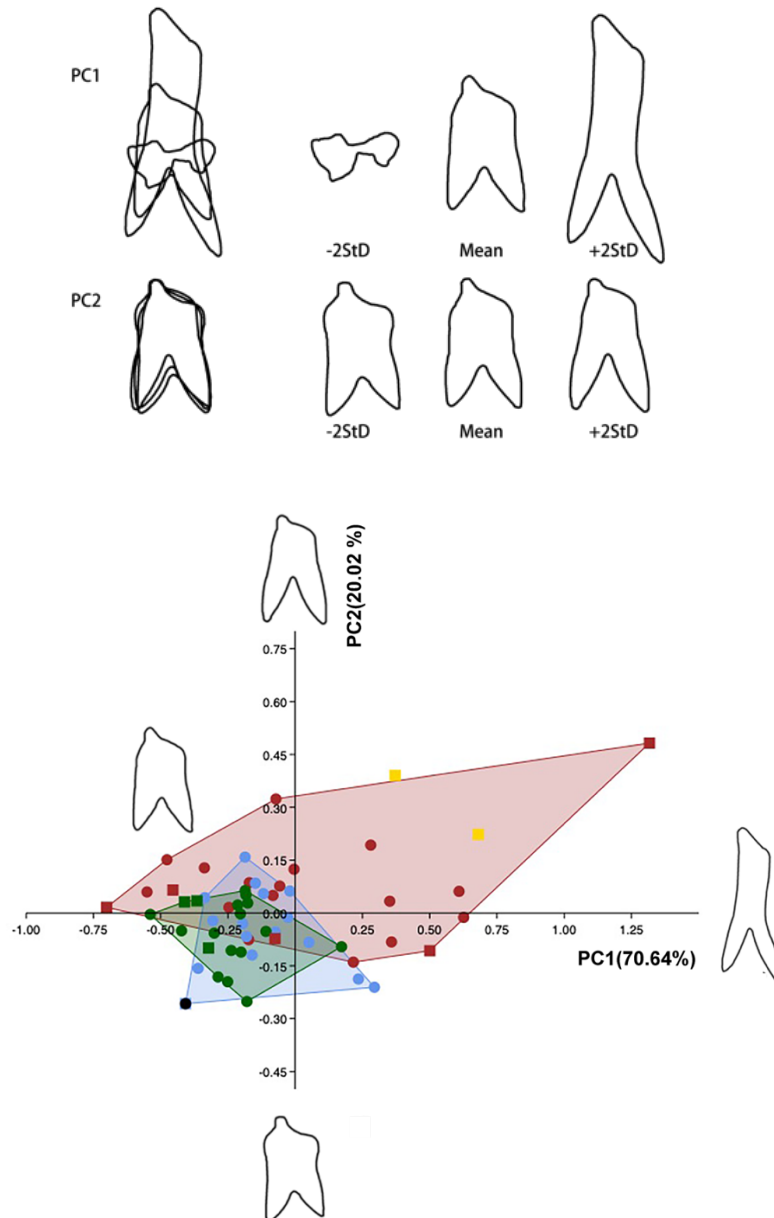 PC1
-2StD Mean +2StD
PC2
-2StD Mean +2StD
PC2(20.02 %)
0.75
0.60
0.45
0.30
0.15
-1.00 -0.75 -0.50 -0.25 0.00 0.25 0.50 0.75 1.00 1.25
PC1(70.64%)
-0.15
-0.30
-0.45